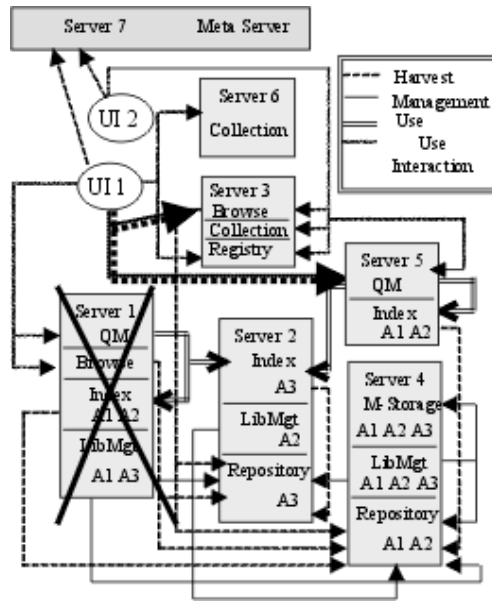 Server 7 Meta Server
UI 2
UI 1
Server 6
Collection
Harvest
Management
Use
Use
Interaction
Server 3
Browse
Collection
Registry
Server 5
QM
Index
A1 A2
Server 1
QM
Browse
Index
A1 A2
LibMgt
A1 A3
Server 2
Index
A3
LibMgt
A2
Repository
A3
Server 4
M-Storage
A1 A2 A3
LibMgt
A1 A2 A3
Repository
A1 A2